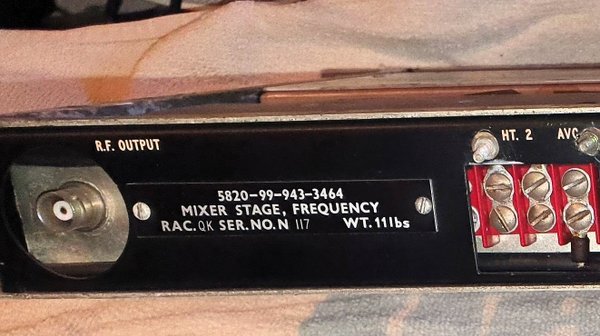 R.F. OUTPUT
HT. 2
AVC
5820-99-943-3464
MIXER STAGE, FREQUENCY
RAC. QK SER. NO. N 117 WT. 11lbs